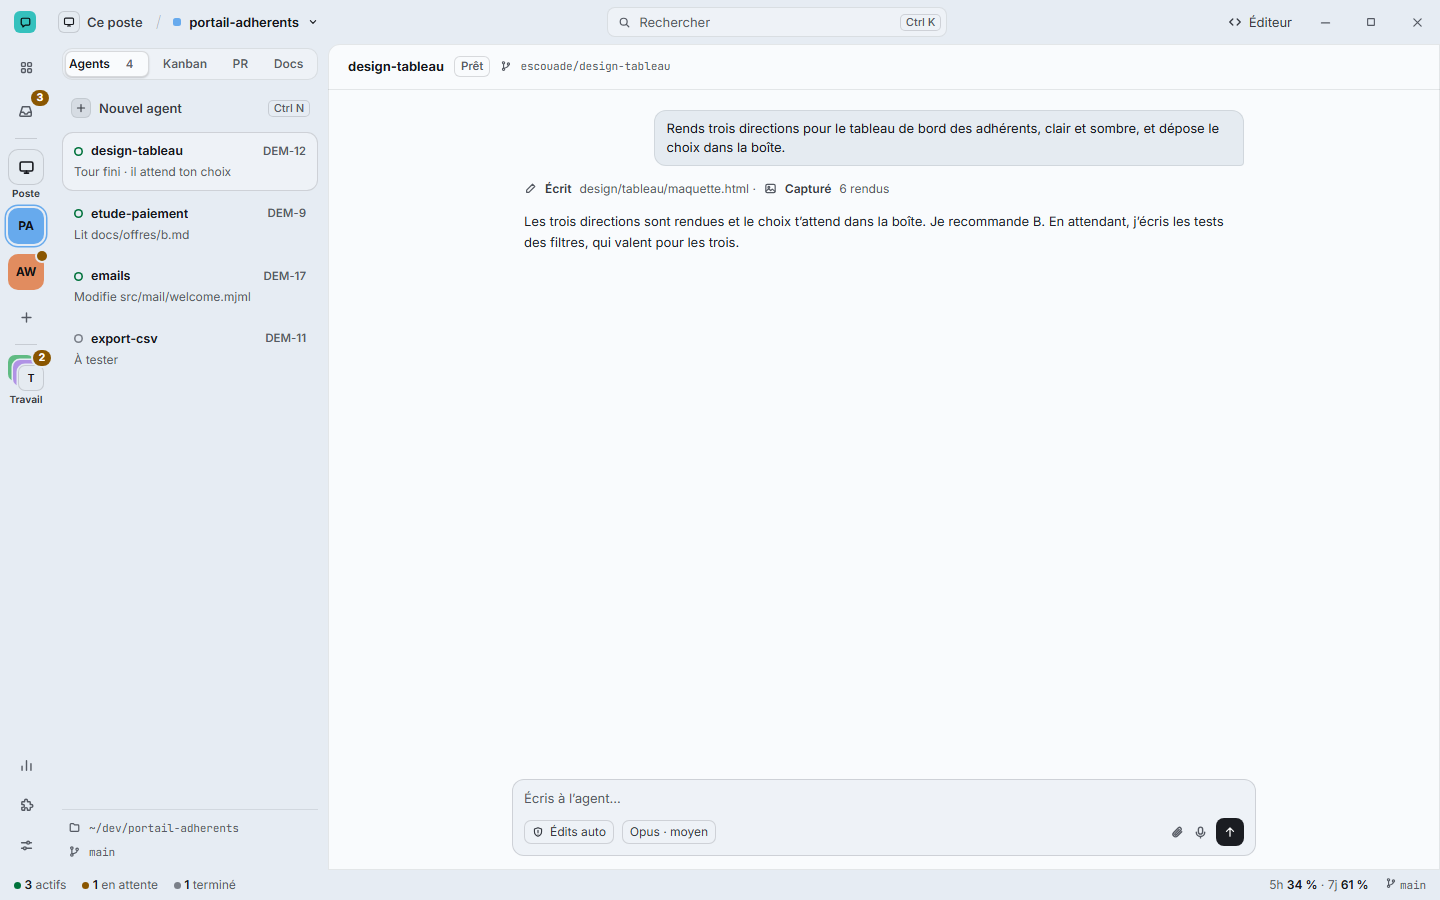 Ce poste / portail-adherents
Rechercher
Ctrl K
Éditeur
3
Poste
PA
AW
2
T
Travail
Agents 4
Kanban
PR
Docs
Nouvel agent
Ctrl N
design-tableau
DEM-12
Tour fini · il attend ton choix
etude-paiement
DEM-9
Lit docs/offres/b.md
emails
DEM-17
Modifie src/mail/welcome.mjml
export-csv
DEM-11
À tester
~/dev/portail-adherents
main
design-tableau
Prêt
escouade/design-tableau
Rends trois directions pour le tableau de bord des adhérents, clair et sombre, et dépose le
choix dans la boîte.
Écrit design/tableau/maquette.html · Capturé 6 rendus
Les trois directions sont rendues et le choix t’attend dans la boîte. Je recommande B. En attendant, j’écris les tests
des filtres, qui valent pour les trois.
Écris à l’agent...
Édits auto
Opus · moyen
3 actifs
1 en attente
1 terminé
5h 34 % · 7j 61 %
main